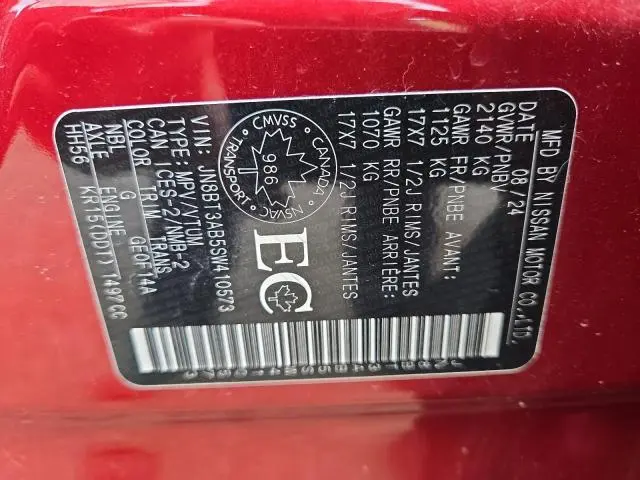 MFD BY NISSAN MOTOR CO.,LTD.
DATE 08/24
GVWR/PNBV
2140 KG
GAWR FR/PNBE AVANT:
1125 KG
17X7 1/2J RIMS/JANTES
GAWR RR/PNBE ARRIÈRE:
1070 KG
17X7 1/2J RIMS/JANTES
CMVSS
CANADA
NSVAC
TRANSPORT
986
EC
VIN: JN8BT3AB5SW410573
TYPE: MPV/VTUM
CAN ICES-2/NMB-2
COLOR TRIM TRANS
NBL G GE0F14A
AXLE
HH56 KR15(DDT) 1497CC
JN8BT3AB5SW410573